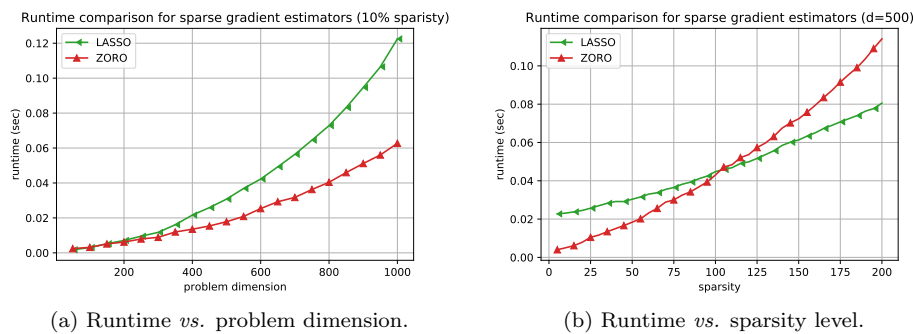 Runtime comparison for sparse gradient estimators (10% sparisty)
LASSO
ZORO
0.12
0.10
0.08
0.06
0.04
0.02
0.00
runtime (sec)
200
400
600
800
1000
problem dimension
(a) Runtime vs. problem dimension.
Runtime comparison for sparse gradient estimators (d=500)
LASSO
ZORO
0.10
0.08
0.06
0.04
0.02
0.00
runtime (sec)
0
25
50
75
100
125
150
175
200
sparsity
(b) Runtime vs. sparsity level.